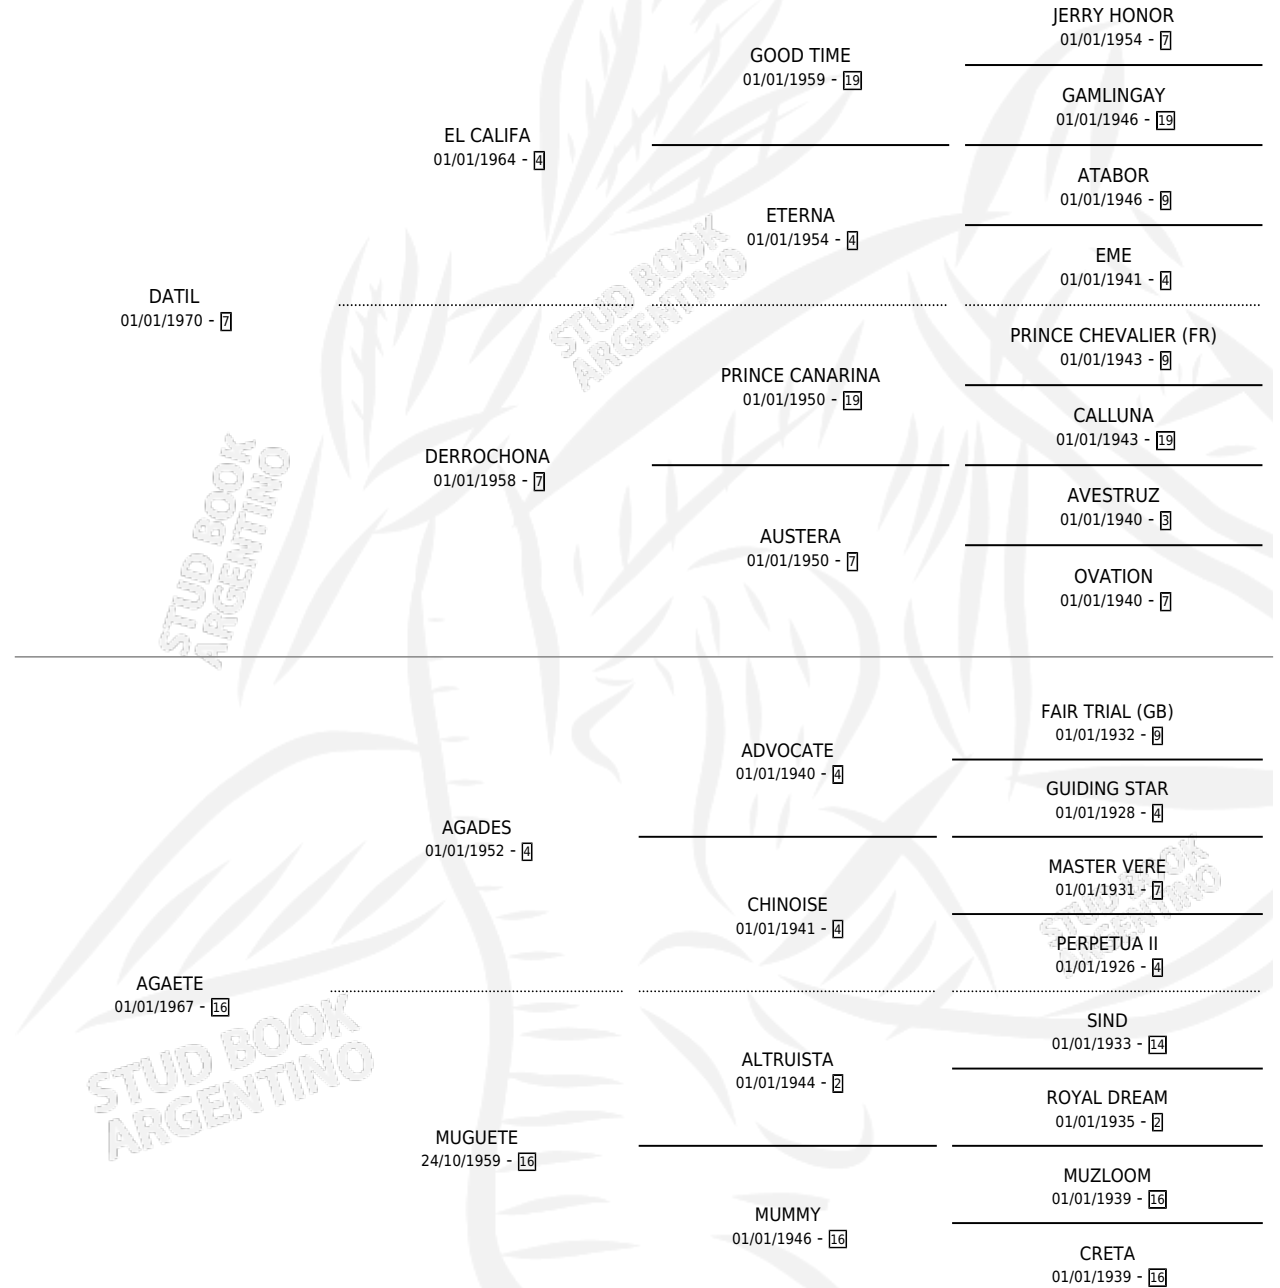 JERRY HONOR
01/01/1954 - 7
GOOD TIME
01/01/1959 - 19
GAMLINGAY
01/01/1946 - 19
EL CALIFA
01/01/1964 - 4
ATABOR
01/01/1946 - 9
ETERNA
01/01/1954 - 4
EME
01/01/1941 - 4
DATIL
01/01/1970 - 7
PRINCE CHEVALIER (FR)
01/01/1943 - 9
PRINCE CANARINA
01/01/1950 - 19
CALLUNA
01/01/1943 - 19
DERROCHONA
01/01/1958 - 7
AVESTRUZ
01/01/1940 - 3
AUSTERA
01/01/1950 - 7
OVATION
01/01/1940 - 7
STUD BOOK
ARGENTINO
STUD BOOK
ARGENTINO
FAIR TRIAL (GB)
01/01/1932 - 9
ADVOCATE
01/01/1940 - 4
GUIDING STAR
01/01/1928 - 4
AGADES
01/01/1952 - 4
MASTER VERE
01/01/1931 - 7
CHINOISE
01/01/1941 - 4
PERPETUA II
01/01/1926 - 4
AGAETE
01/01/1967 - 16
SIND
01/01/1933 - 14
ALTRUISTA
01/01/1944 - 2
ROYAL DREAM
01/01/1935 - 2
MUGUETE
24/10/1959 - 16
MUZLOOM
01/01/1939 - 16
MUMMY
01/01/1946 - 16
CRETA
01/01/1939 - 16
STUD BOOK
ARGENTINO
STUD BOOK
ARGENTINO